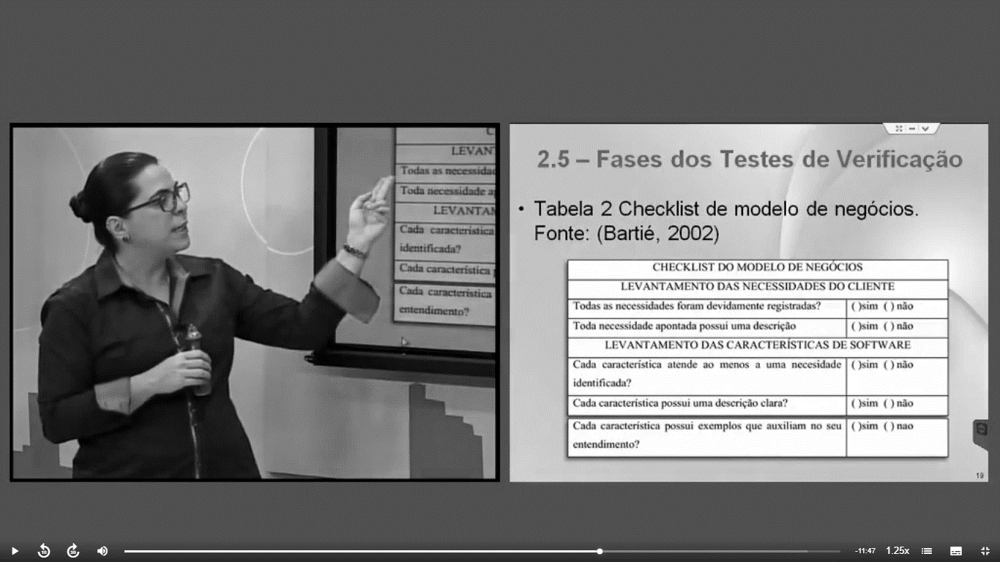 C
LEVAN
Todas as necessidad
Toda necessidade a
LEVANTA
Cada característica
identificada?
Cada característica
Cada característica
entendimento?
2.5 – Fases dos Testes de Verificação
• Tabela 2 Checklist de modelo de negócios.
Fonte: (Bartié, 2002)
CHECKLIST DO MODELO DE NEGÓCIOS
LEVANTAMENTO DAS NECESSIDADES DO CLIENTE
Todas as necessidades foram devidamente registradas? ( )sim ( ) não
Toda necessidade apontada possui uma descrição ( )sim ( ) não
LEVANTAMENTO DAS CARACTERÍSTICAS DE SOFTWARE
Cada característica atende ao menos a uma necesidade ( )sim ( ) não
identificada?
Cada característica possui uma descrição clara? ( )sim ( ) não
Cada característica possui exemplos que auxiliam no seu ( )sim ( ) nao
entendimento?
19
10
-11:47 1.25x